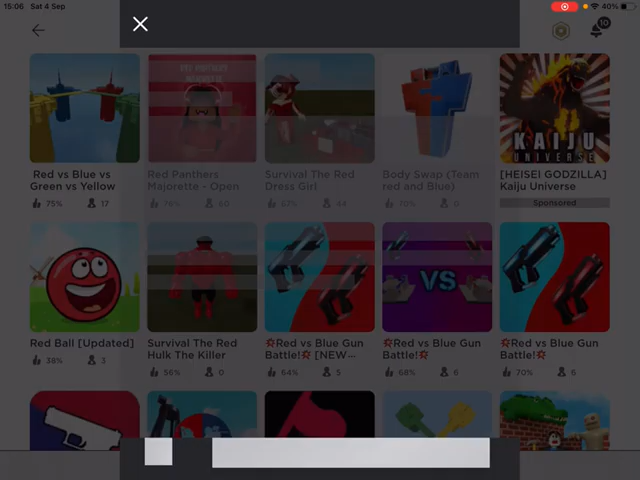 15:06 Sat 4 Sep
40%
10
KAIJU
UNIVERSE
Red vs Blue vs
Green vs Yellow
Red Panthers
Majorette - Open
Survival The Red
Dress Girl
Body Swap (Team
red and Blue)
[HEISEI GODZILLA]
Kaiju Universe
75% 17
76% 60
57% 44
70% 0
Sponsored
VS
Red Ball [Updated]
Survival The Red
Hulk The Killer
💥Red vs Blue Gun
Battle!💥 [NEW...
💥Red vs Blue Gun
Battle!💥
💥Red vs Blue Gun
Battle!💥
38% 3
56% 0
64% 5
68% 6
70% 6